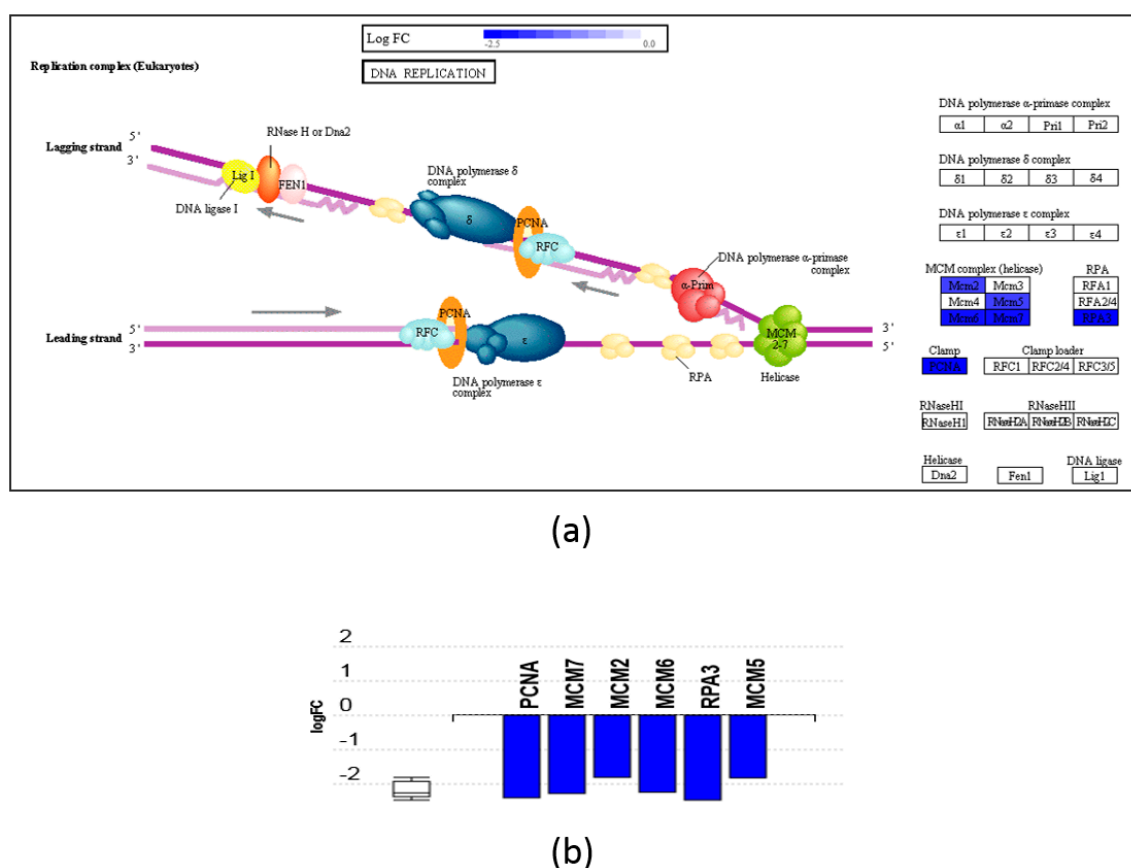 Log FC
-2.5 0.0
Replication complex (Eukaryotes)
DNA REPLICATION
DNA polymerase α-primase complex
α1 α2 Pri1 Pri2
RNase H or Dna2
5'
Lagging strand
3'
Lig I
FEN1
DNA ligase I
DNA polymerase δ
complex
δ
PCNA
RFC
DNA polymerase δ complex
δ1 δ2 δ3 δ4
DNA polymerase ε complex
ε1 ε2 ε3 ε4
DNA polymerase α-primase
complex
α-Prim
MCM complex (helicase) RPA
Mcm2 Mcm3 RFA1
Mcm4 Mcm5 RFA2/4
Mcm6 Mcm7 RPA3
PCNA
5'
Leading strand
3'
RFC
ε
DNA polymerase ε
complex
RPA
MCM
2-7
Helicase
3'
5'
Clamp Clamp loader
PCNA RFC1 RFC2/4 RFC3/5
RNaseHI RNaseHII
RNaseH1 RNaseH2A RNaseH2B RNaseH2C
Helicase DNA ligase
Dna2 Fen1 Lig1
(a)
logFC
2
1
0
-1
-2
PCNA
MCM7
MCM2
MCM6
RPA3
MCM5
(b)